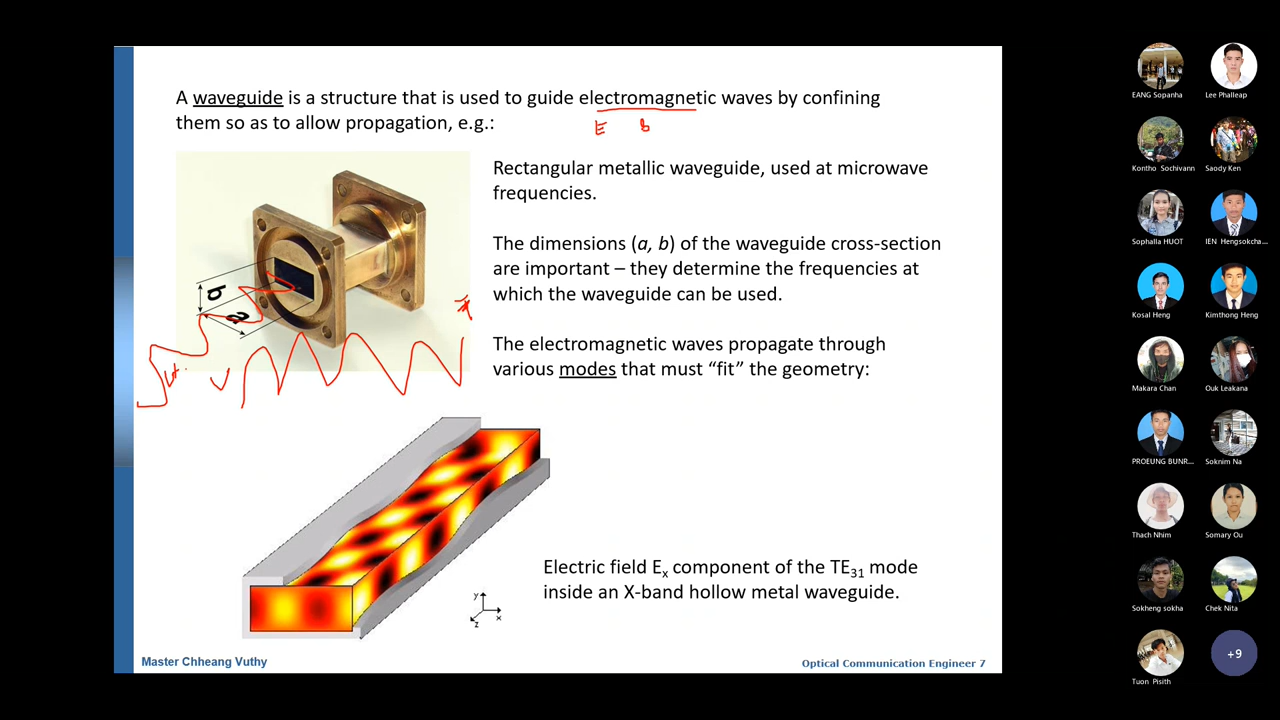 A waveguide is a structure that is used to guide electromagnetic waves by confining
them so as to allow propagation, e.g.:
E B
Rectangular metallic waveguide, used at microwave
frequencies.
The dimensions (a, b) of the waveguide cross-section
are important – they determine the frequencies at
which the waveguide can be used.
b
a
The electromagnetic waves propagate through
various modes that must “fit” the geometry:
Electric field Ex component of the TE31 mode
inside an X-band hollow metal waveguide.
y
x
z
Master Chheang Vuthy
Optical Communication Engineer 7
EANG Sopanha
Lee Phalleap
Kontho Sochivann
Saody Ken
Sophalla HUOT
IEN Hengsokcha...
Kosal Heng
Kimthong Heng
Makara Chan
Ouk Leakana
PROEUNG BUNR...
Soknim Na
Thach Nhim
Somary Ou
Sokheng sokha
Chek Nita
Tuon Pisith
+9